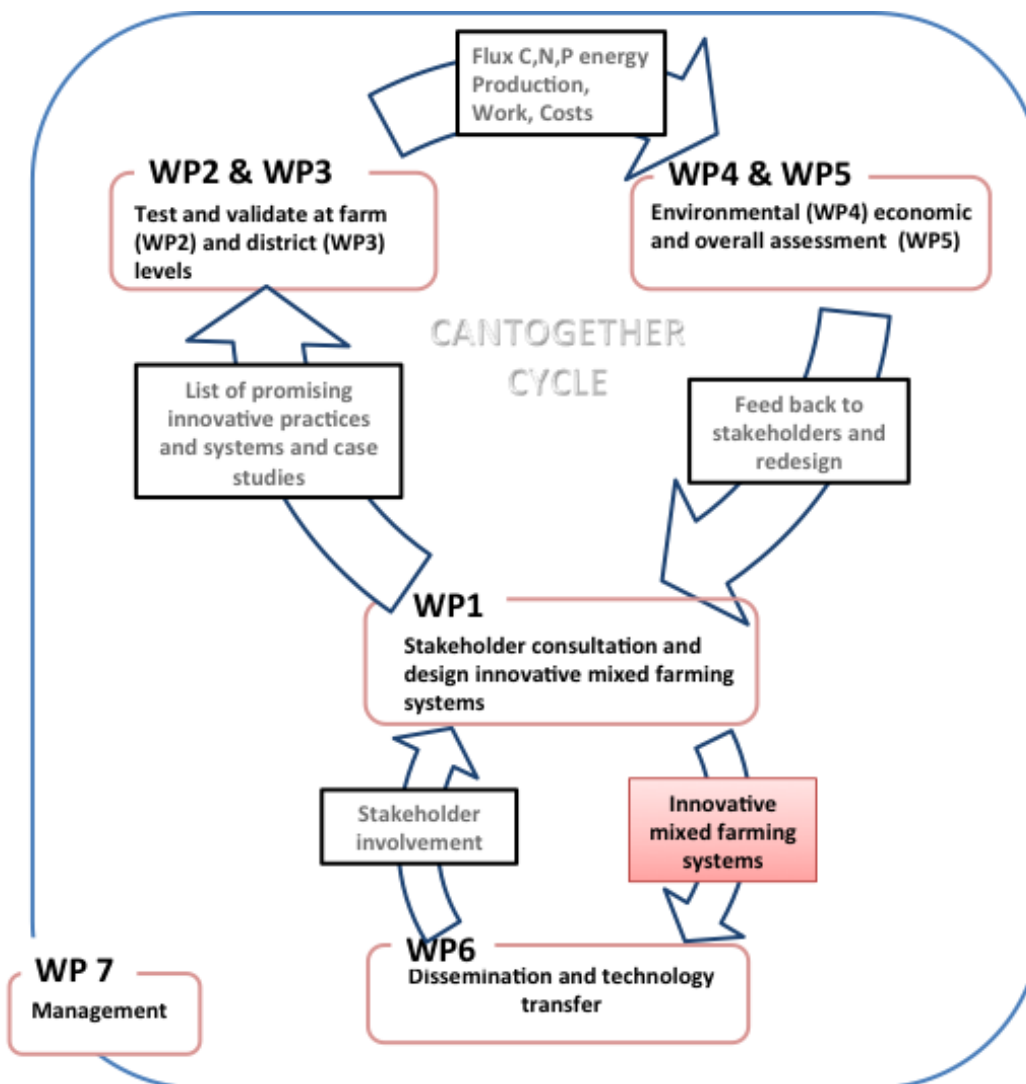 Flux C,N,P energy
Production,
Work, Costs
WP2 & WP3
Test and validate at farm
(WP2) and district (WP3)
levels
WP4 & WP5
Environmental (WP4) economic
and overall assessment (WP5)
CANTOGETHER
CYCLE
List of promising
innovative practices
and systems and case
studies
Feed back to
stakeholders and
redesign
WP1
Stakeholder consultation and
design innovative mixed farming
systems
Stakeholder
involvement
Innovative
mixed farming
systems
WP6
Dissemination and technology
transfer
WP 7
Management